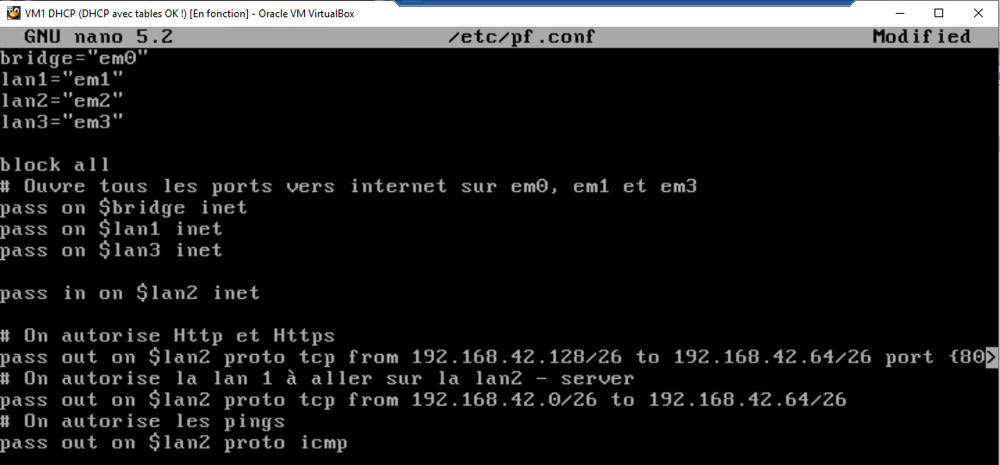 VM1 DHCP (DHCP avec tables OK !) [En fonction] - Oracle VM VirtualBox
GNU nano 5.2 /etc/pf.conf Modified
bridge="em0"
lan1="em1"
lan2="em2"
lan3="em3"
block all
# Ouvre tous les ports vers internet sur em0, em1 et em3
pass on $bridge inet
pass on $lan1 inet
pass on $lan3 inet
pass in on $lan2 inet
# On autorise Http et Https
pass out on $lan2 proto tcp from 192.168.42.128/26 to 192.168.42.64/26 port {80>
# On autorise la lan 1 à aller sur la lan2 - server
pass out on $lan2 proto tcp from 192.168.42.0/26 to 192.168.42.64/26
# On autorise les pings
pass out on $lan2 proto icmp